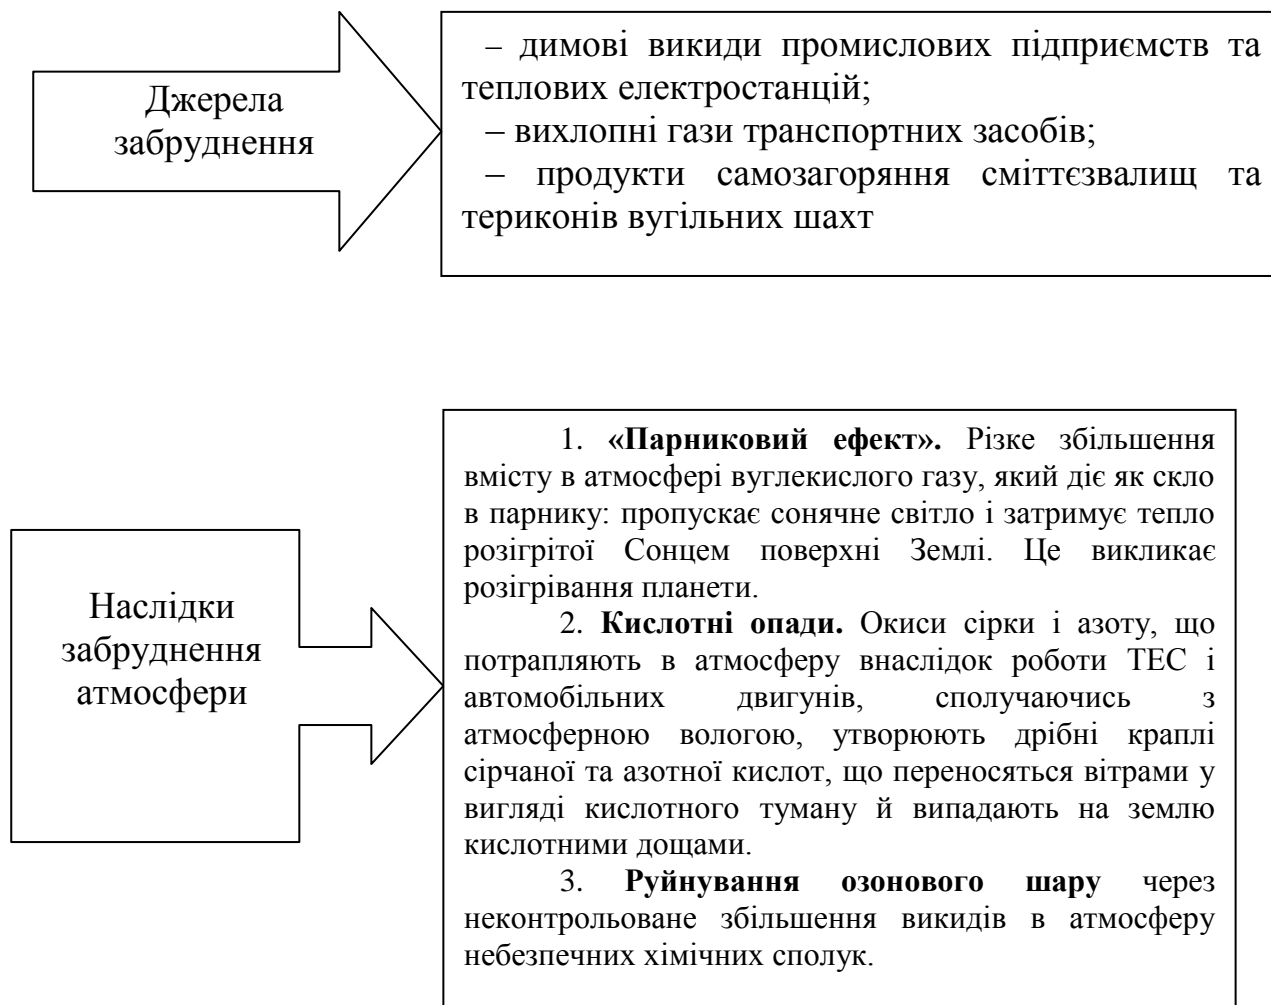 Джерела
забруднення
– димові викиди промислових підприємств та
теплових електростанцій;
– вихлопні гази транспортних засобів;
– продукти самозагоряння сміттєзвалищ та
териконів вугільних шахт
Наслідки
забруднення
атмосфери
1. «Парниковий ефект». Різке збільшення
вмісту в атмосфері вуглекислого газу, який діє як скло
в парнику: пропускає сонячне світло і затримує тепло
розігрітої Сонцем поверхні Землі. Це викликає
розігрівання планети.
2. Кислотні опади. Окиси сірки і азоту, що
потрапляють в атмосферу внаслідок роботи ТЕС і
автомобільних двигунів, сполучаючись з
атмосферною вологою, утворюють дрібні краплі
сірчаної та азотної кислот, що переносяться вітрами у
вигляді кислотного туману й випадають на землю
кислотними дощами.
3. Руйнування озонового шару через
неконтрольоване збільшення викидів в атмосферу
небезпечних хімічних сполук.